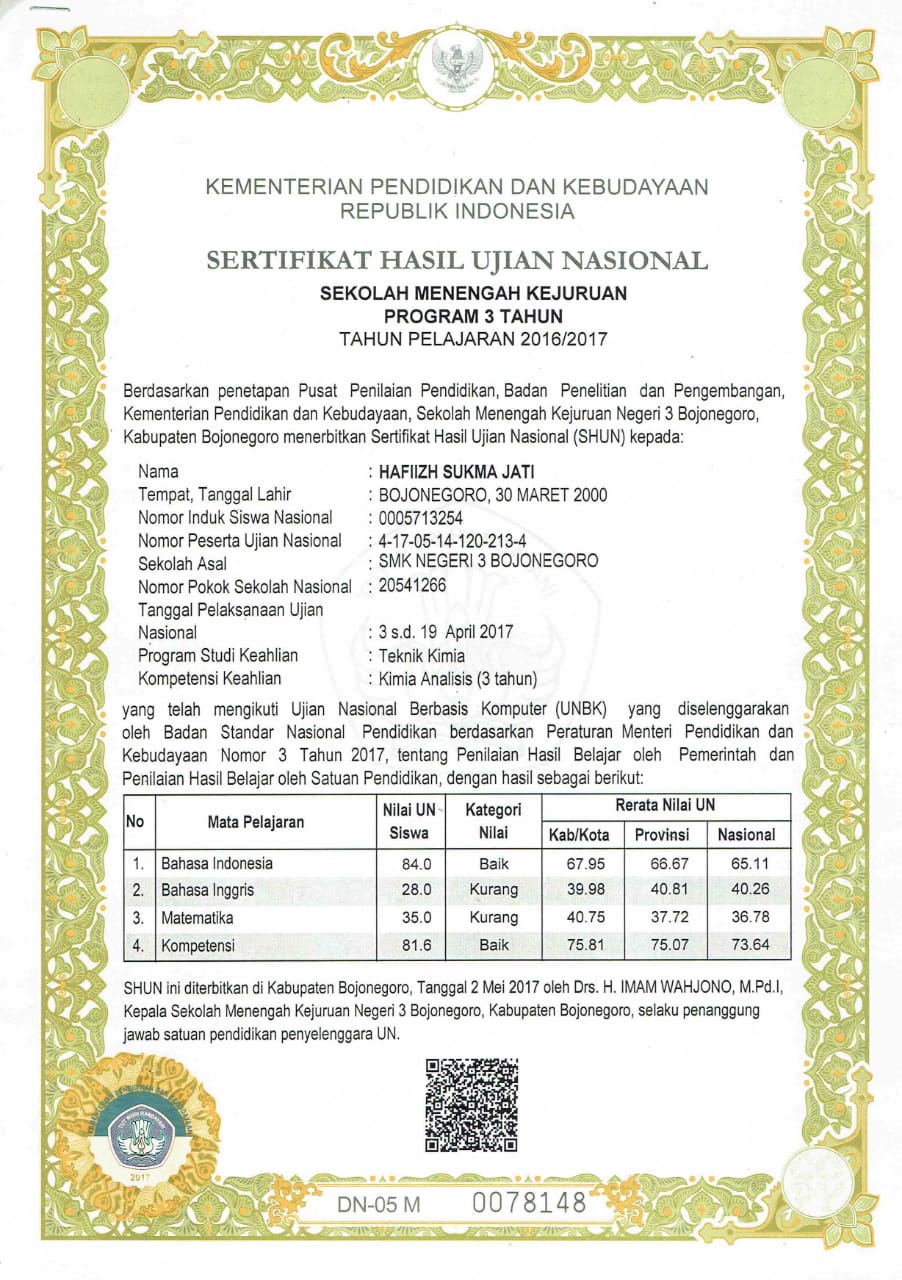 KEMENTERIAN PENDIDIKAN DAN KEBUDAYAAN
REPUBLIK INDONESIA
SERTIFIKAT HASIL UJIAN NASIONAL
SEKOLAH MENENGAH KEJURUAN
PROGRAM 3 TAHUN
TAHUN PELAJARAN 2016/2017
Berdasarkan penetapan Pusat Penilaian Pendidikan, Badan Penelitian dan Pengembangan,
Kementerian Pendidikan dan Kebudayaan, Sekolah Menengah Kejuruan Negeri 3 Bojonegoro,
Kabupaten Bojonegoro menerbitkan Sertifikat Hasil Ujian Nasional (SHUN) kepada:
Nama : HAFIIZH SUKMA JATI
Tempat, Tanggal Lahir : BOJONEGORO, 30 MARET 2000
Nomor Induk Siswa Nasional : 0005713254
Nomor Peserta Ujian Nasional : 4-17-05-14-120-213-4
Sekolah Asal : SMK NEGERI 3 BOJONEGORO
Nomor Pokok Sekolah Nasional : 20541266
Tanggal Pelaksanaan Ujian
Nasional : 3 s.d. 19 April 2017
Program Studi Keahlian : Teknik Kimia
Kompetensi Keahlian : Kimia Analisis (3 tahun)
yang telah mengikuti Ujian Nasional Berbasis Komputer (UNBK) yang diselenggarakan
oleh Badan Standar Nasional Pendidikan berdasarkan Peraturan Menteri Pendidikan dan
Kebudayaan Nomor 3 Tahun 2017, tentang Penilaian Hasil Belajar oleh Pemerintah dan
Penilaian Hasil Belajar oleh Satuan Pendidikan, dengan hasil sebagai berikut:
No Mata Pelajaran Nilai UN Siswa Kategori Nilai Rerata Nilai UN
Kab/Kota Provinsi Nasional
1. Bahasa Indonesia 84.0 Baik 67.95 66.67 65.11
2. Bahasa Inggris 28.0 Kurang 39.98 40.81 40.26
3. Matematika 35.0 Kurang 40.75 37.72 36.78
4. Kompetensi 81.6 Baik 75.81 75.07 73.64
SHUN ini diterbitkan di Kabupaten Bojonegoro, Tanggal 2 Mei 2017 oleh Drs. H. IMAM WAHJONO, M.Pd.I,
Kepala Sekolah Menengah Kejuruan Negeri 3 Bojonegoro, Kabupaten Bojonegoro, selaku penanggung
jawab satuan pendidikan penyelenggara UN.
TUT WURI HANDAYANI
2017
DN-05 M 0078148